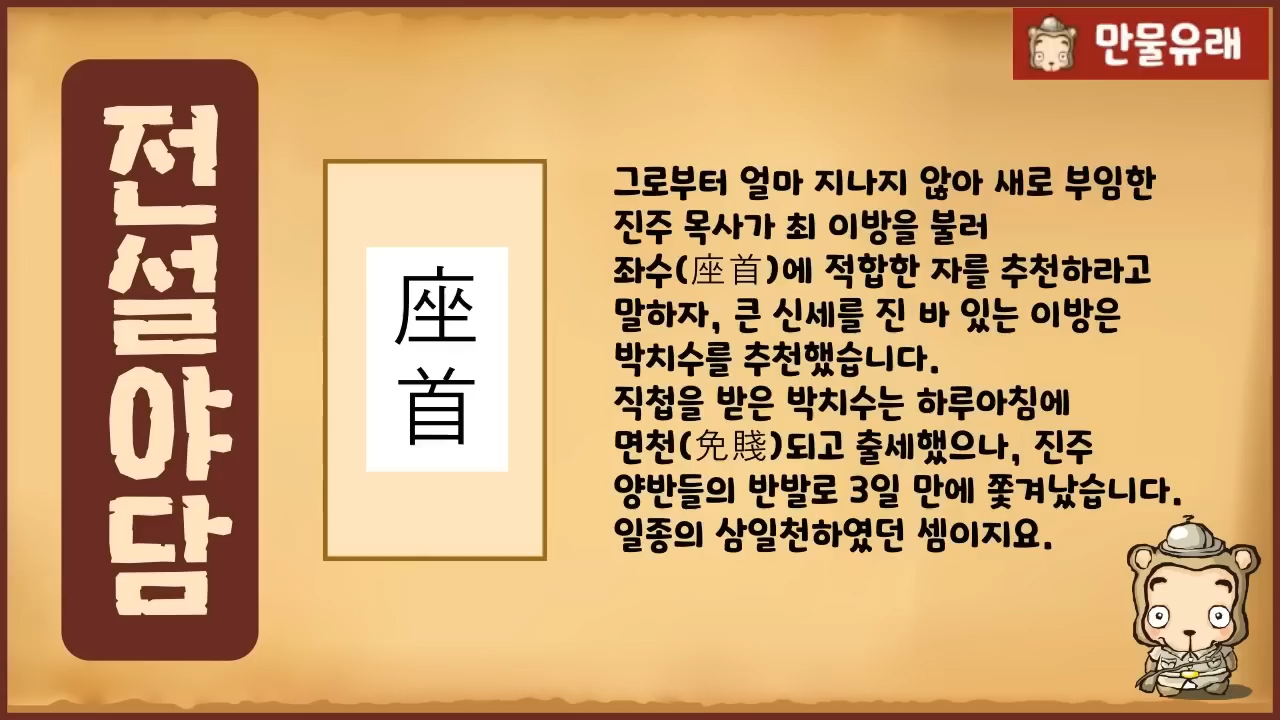 만물유래
전설야담
座
首
그로부터 얼마 지나지 않아 새로 부임한
진주 목사가 최 이방을 불러
좌수(座首)에 적합한 자를 추천하라고
말하자, 큰 신세를 진 바 있는 이방은
박치수를 추천했습니다.
직첩을 받은 박치수는 하루아침에
면천(免賤)되고 출세했으나, 진주
양반들의 반발로 3일 만에 쫓겨났습니다.
일종의 삼일천하였던 셈이지요.